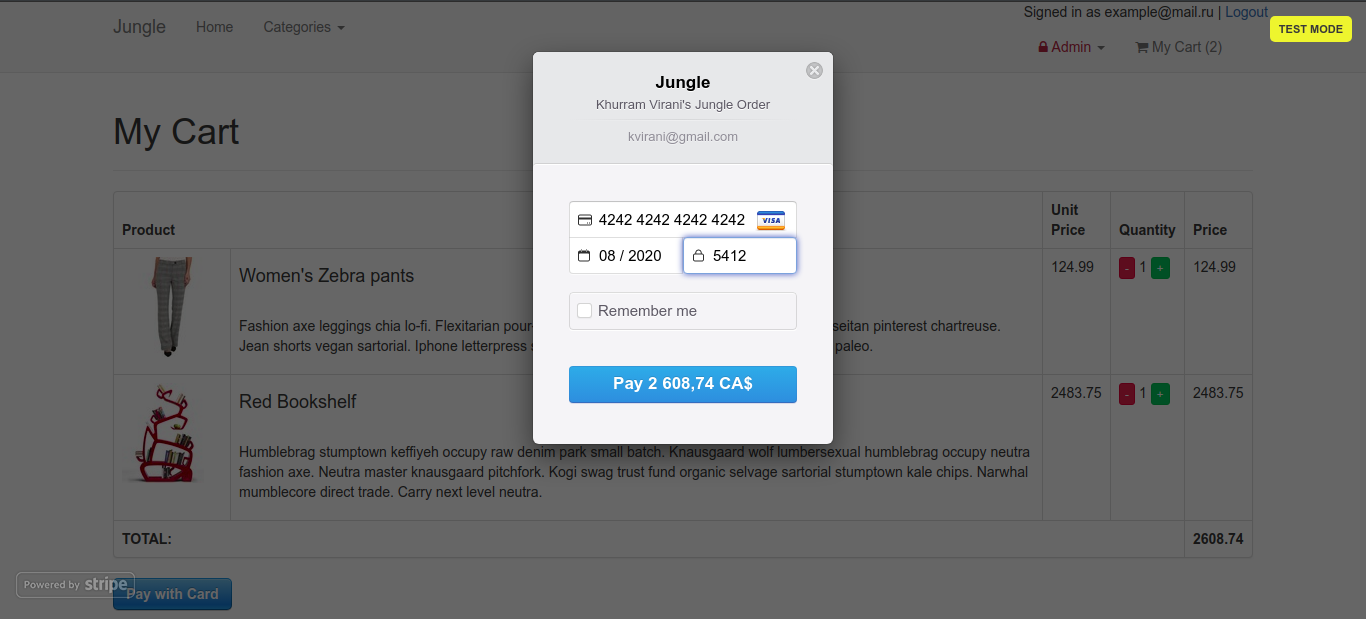 Signed in as example@mail.ru | Logout
Jungle Home Categories
TEST MODE
Admin My Cart (2)
Jungle
Khurram Virani's Jungle Order
kvirani@gmail.com
My Cart
4242 4242 4242 4242 VISA
08 / 2020 5412
Remember me
Pay 2 608,74 CA$
Product Unit Price Quantity Price
Women's Zebra pants 124.99 - 1 + 124.99
Fashion axe leggings chia lo-fi. Flexitarian pour- seitan pinterest chartreuse.
Jean shorts vegan sartorial. Iphone letterpress paleo.
Red Bookshelf 2483.75 - 1 + 2483.75
Humblebrag stumptown keffiyeh occupy raw denim park small batch. Knausgaard wolf lumbersexual humblebrag occupy neutra
fashion axe. Neutra master knausgaard pitchfork. Kogi swag trust fund organic selvage sartorial stumptown kale chips. Narwhal
mumblecore direct trade. Carry next level neutra.
TOTAL: 2608.74
Powered by stripe
Pay with Card